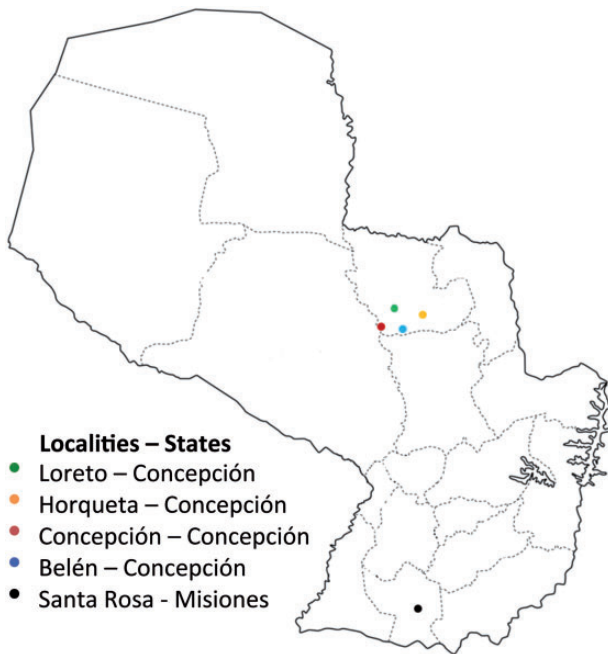 Localities – States
Loreto – Concepción
Horqueta – Concepción
Concepción – Concepción
Belén – Concepción
Santa Rosa - Misiones